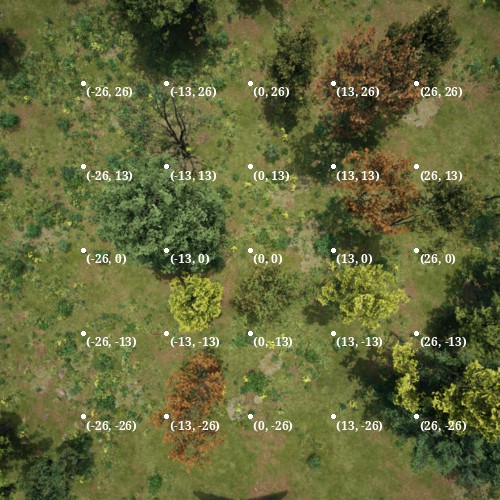 (-26, 26) (-13, 26) (0, 26) (13, 26) (26, 26)
(-26, 13) (-13, 13) (0, 13) (13, 13) (26, 13)
(-26, 0) (-13, 0) (0, 0) (13, 0) (26, 0)
(-26, -13) (-13, -13) (0, -13) (13, -13) (26, -13)
(-26, -26) (-13, -26) (0, -26) (13, -26) (26, -26)